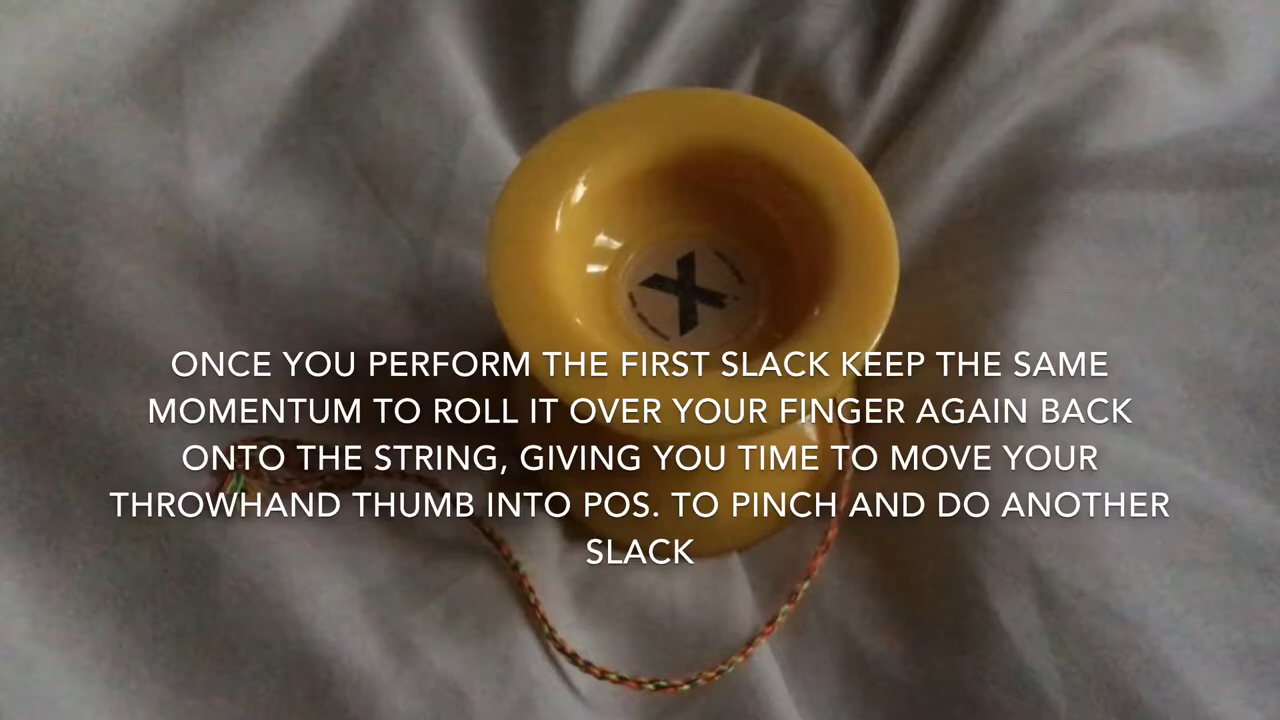 X
ONCE YOU PERFORM THE FIRST SLACK KEEP THE SAME
MOMENTUM TO ROLL IT OVER YOUR FINGER AGAIN BACK
ONTO THE STRING, GIVING YOU TIME TO MOVE YOUR
THROWHAND THUMB INTO POS. TO PINCH AND DO ANOTHER
SLACK